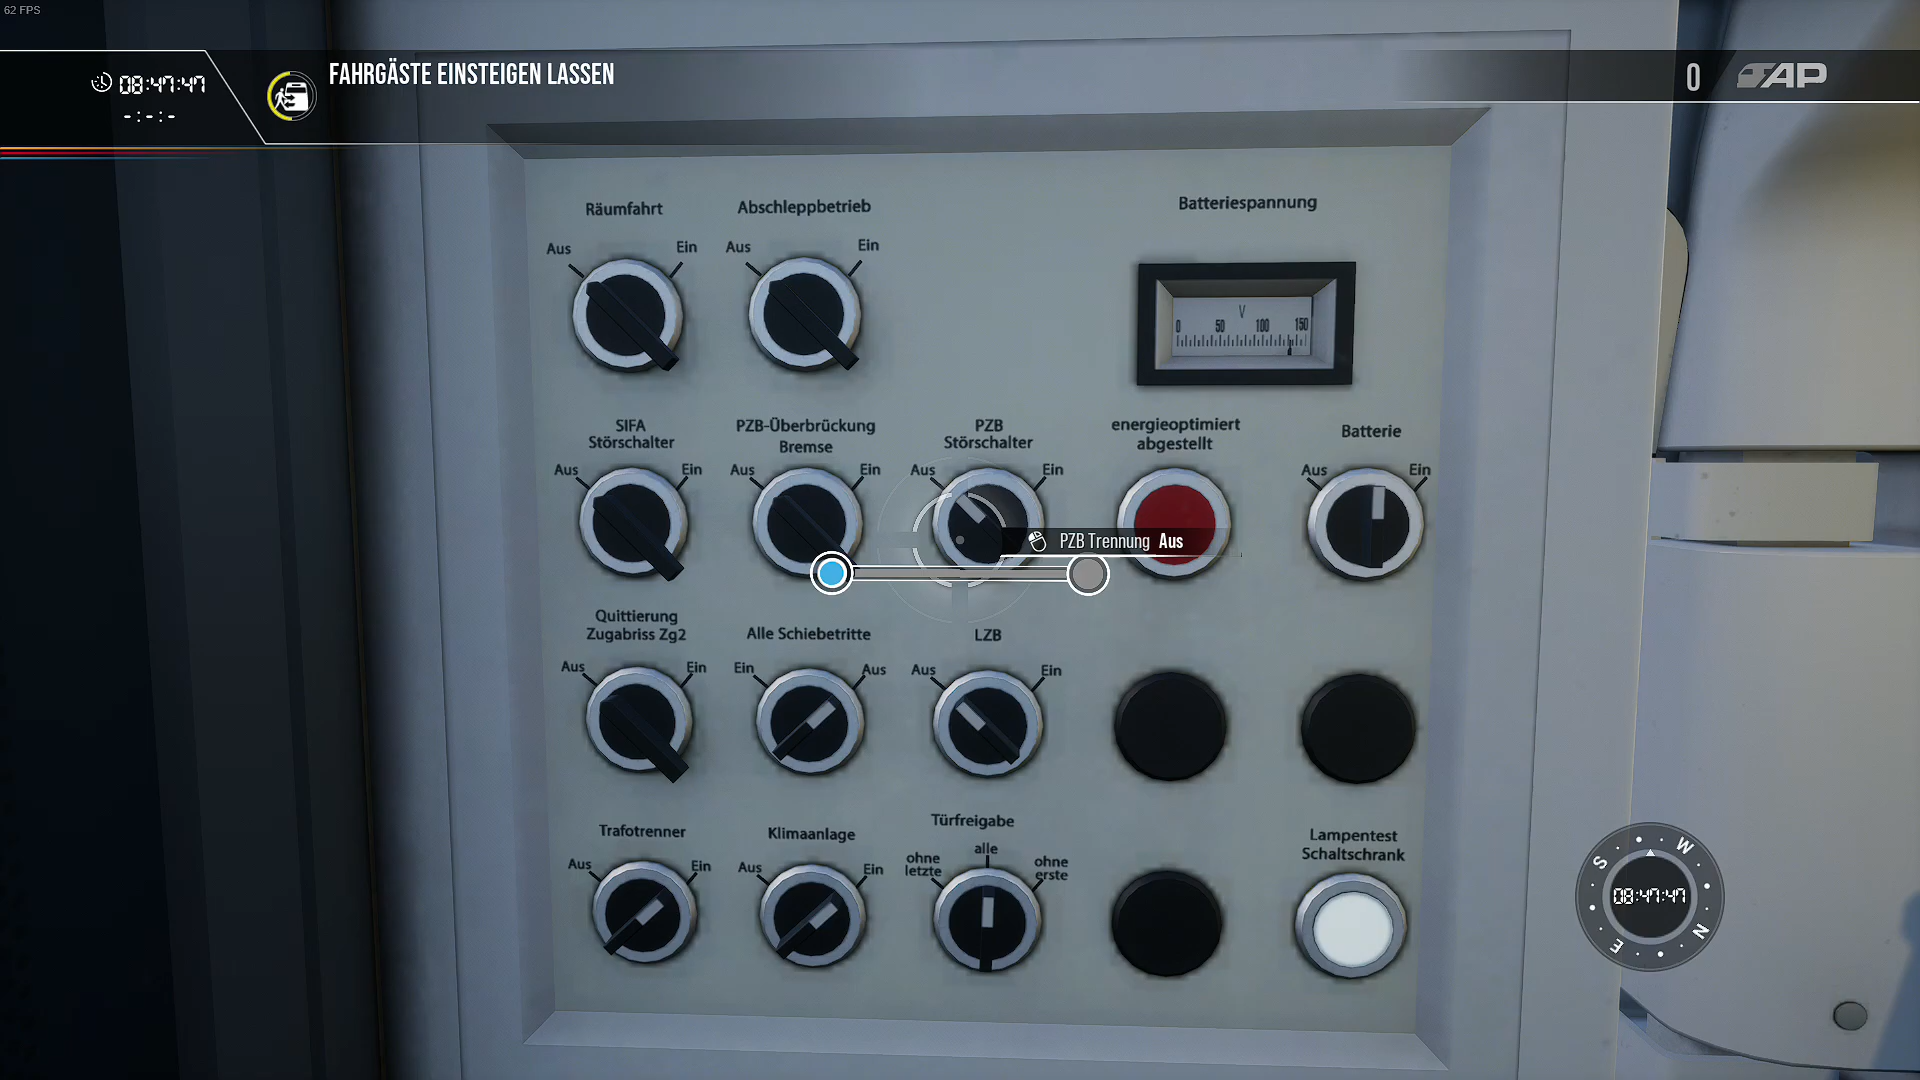 62 FPS
08:47:47
- : - : -
FAHRGÄSTE EINSTEIGEN LASSEN
0
AP
Räumfahrt
Aus Ein
Abschleppbetrieb
Aus Ein
Batteriespannung
V
0 50 100 150
SIFA
Störschalter
Aus Ein
PZB-Überbrückung
Bremse
Aus Ein
PZB
Störschalter
Aus Ein
energieoptimiert
abgestellt
Batterie
Aus Ein
PZB Trennung Aus
Quittierung
Zugabriss Zg2
Aus Ein
Alle Schiebetritte
Ein Aus
LZB
Aus Ein
Trafotrenner
Aus Ein
Klimaanlage
Aus Ein
Türfreigabe
ohne
letzte
alle
ohne
erste
Lampentest
Schaltschrank
S W
08:47:47
E N